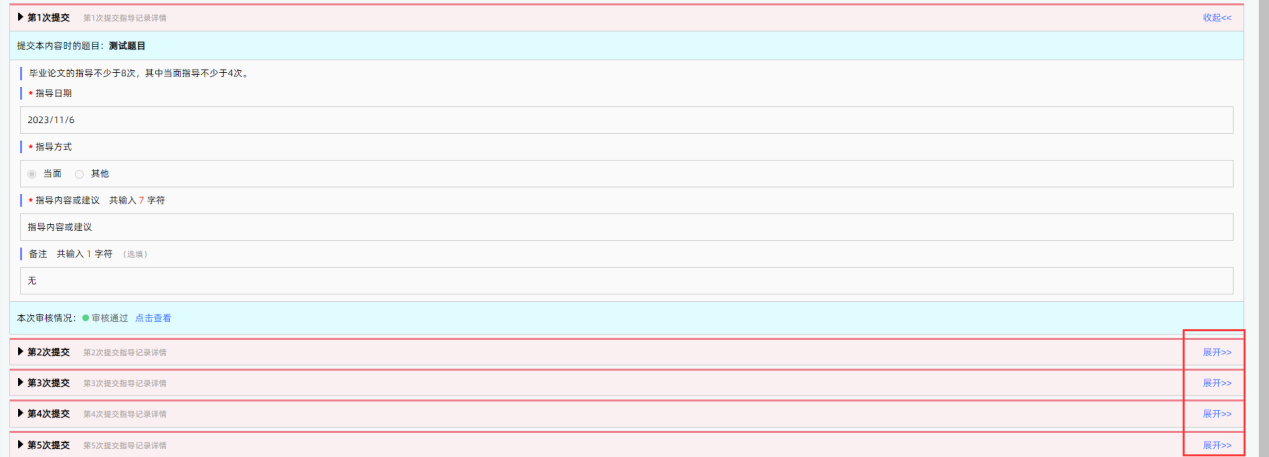 第1次提交 第1次提交指导记录详情 收起<<
提交本内容时的题目：测试题目
毕业论文的指导不少于8次，其中当面指导不少于4次。
* 指导日期
2023/11/6
* 指导方式
当面 其他
* 指导内容或建议 共输入 7 字符
指导内容或建议
备注 共输入 1 字符 （选填）
无
本次审核情况： 审核通过 点击查看
第2次提交 第2次提交指导记录详情 展开>>
第3次提交 第3次提交指导记录详情 展开>>
第4次提交 第4次提交指导记录详情 展开>>
第5次提交 第5次提交指导记录详情 展开>>